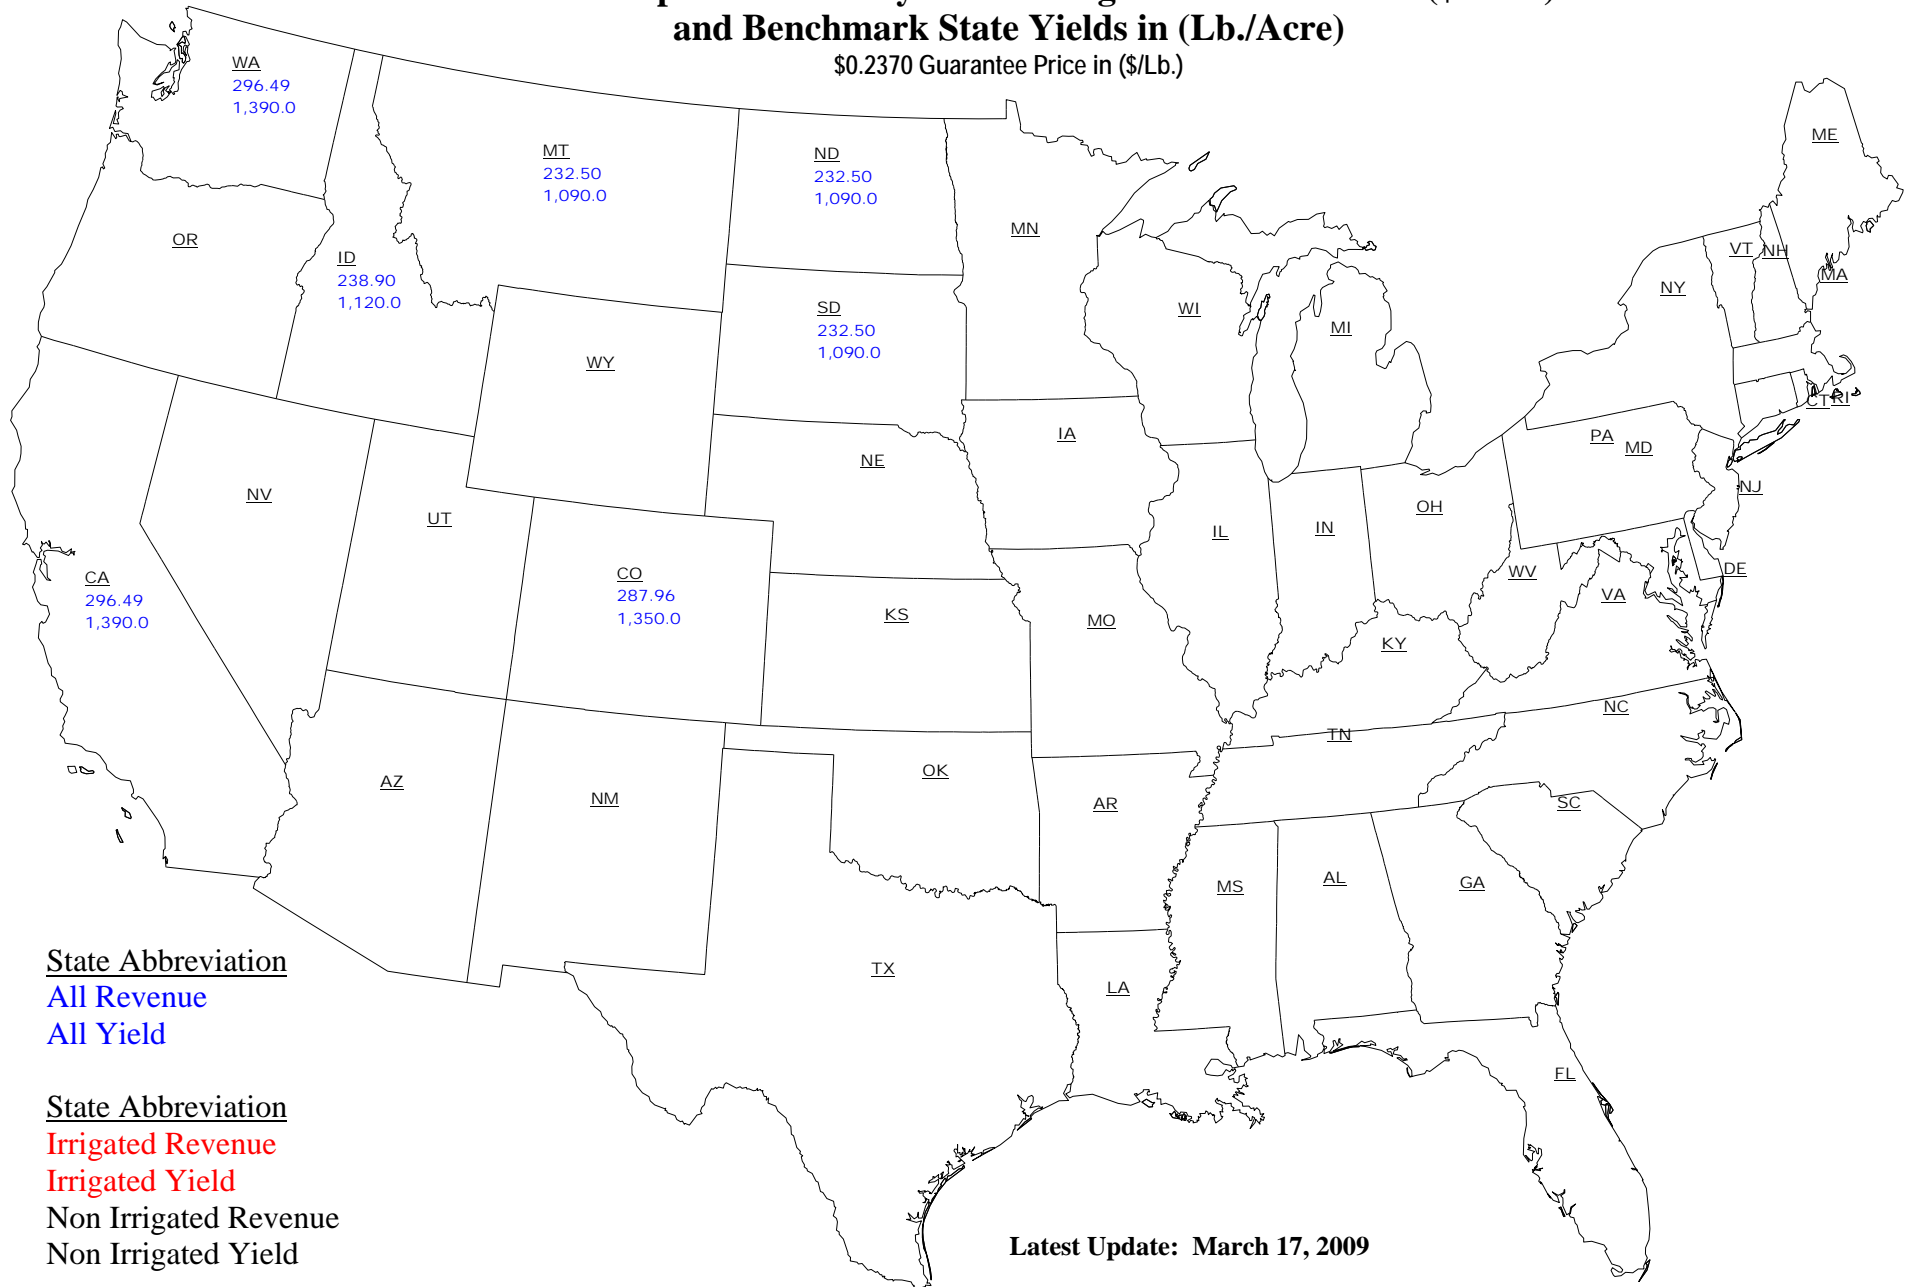 and Benchmark State Yields in (Lb./Acre)
$0.2370 Guarantee Price in ($/Lb.)
WA
296.49
1,390.0
MT
232.50
1,090.0
ND
232.50
1,090.0
ME
MN
OR
VT
NH
ID
238.90
1,120.0
MA
NY
SD
232.50
1,090.0
WI
MI
WY
CT
RI
IA
PA
MD
NE
NV
NJ
UT
OH
IL
IN
CA
296.49
1,390.0
CO
287.96
1,350.0
WV
DE
VA
KS
MO
KY
NC
TN
OK
AZ
NM
AR
SC
MS
AL
GA
TX
LA
FL
State Abbreviation
All Revenue
All Yield
State Abbreviation
Irrigated Revenue
Irrigated Yield
Non Irrigated Revenue
Non Irrigated Yield
Latest Update: March 17, 2009